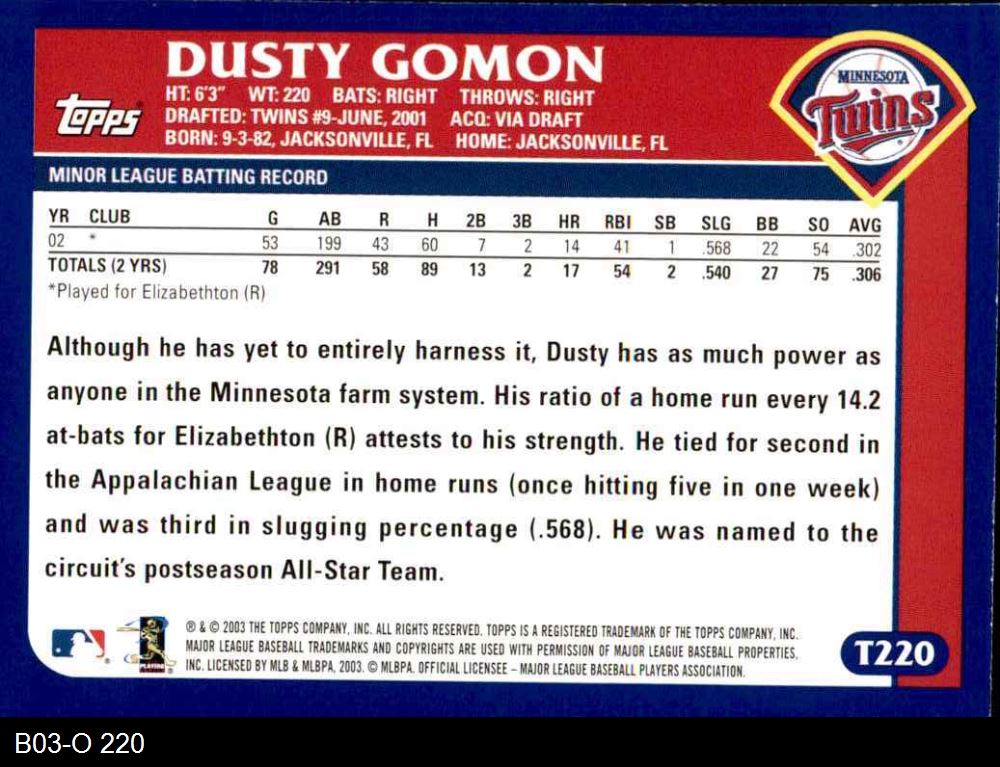 DUSTY GOMON
HT: 6'3" WT: 220 BATS: RIGHT THROWS: RIGHT
topps
DRAFTED: TWINS #9-JUNE, 2001 ACQ: VIA DRAFT
BORN: 9-3-82, JACKSONVILLE, FL HOME: JACKSONVILLE, FL
MINNESOTA
Twins
MINOR LEAGUE BATTING RECORD
YR CLUB G AB R H 2B 3B HR RBI SB SLG BB SO AVG
02 * 53 199 43 60 7 2 14 41 1 .568 22 54 .302
TOTALS (2 YRS) 78 291 58 89 13 2 17 54 2 .540 27 75 .306
*Played for Elizabethton (R)
Although he has yet to entirely harness it, Dusty has as much power as
anyone in the Minnesota farm system. His ratio of a home run every 14.2
at-bats for Elizabethton (R) attests to his strength. He tied for second in
the Appalachian League in home runs (once hitting five in one week)
and was third in slugging percentage (.568). He was named to the
circuit's postseason All-Star Team.
® & © 2003 THE TOPPS COMPANY, INC. ALL RIGHTS RESERVED. TOPPS IS A REGISTERED TRADEMARK OF THE TOPPS COMPANY, INC.
MAJOR LEAGUE BASEBALL TRADEMARKS AND COPYRIGHTS ARE USED WITH PERMISSION OF MAJOR LEAGUE BASEBALL PROPERTIES,
INC. LICENSED BY MLB & MLBPA, 2003. © MLBPA. OFFICIAL LICENSEE – MAJOR LEAGUE BASEBALL PLAYERS ASSOCIATION.
PLAYERS
T220
B03-O 220